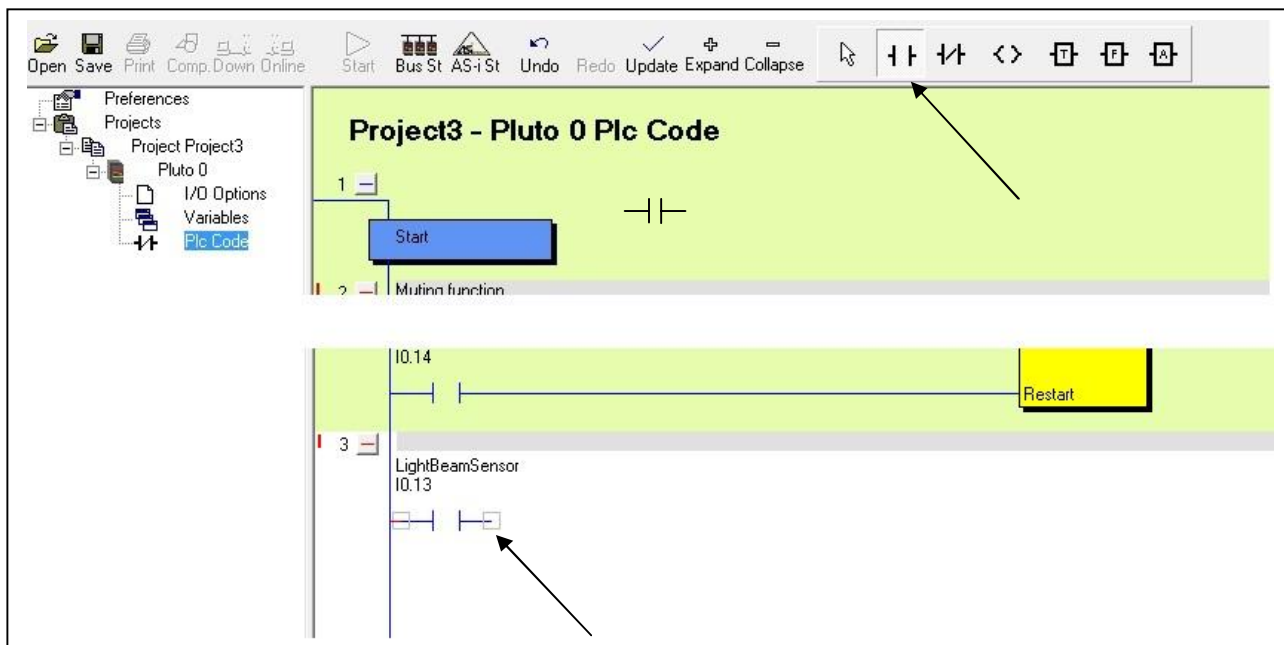 Open Save Print Comp. Down Online Start Bus St AS-i St Undo Redo Update Expand Collapse
T F A
Preferences
Projects
Project Project3
Pluto 0
I/O Options
Variables
Plc Code
Project3 - Pluto 0 Plc Code
1
Start
2 Muting function
I0.14
Restart
3
LightBeamSensor
I0.13